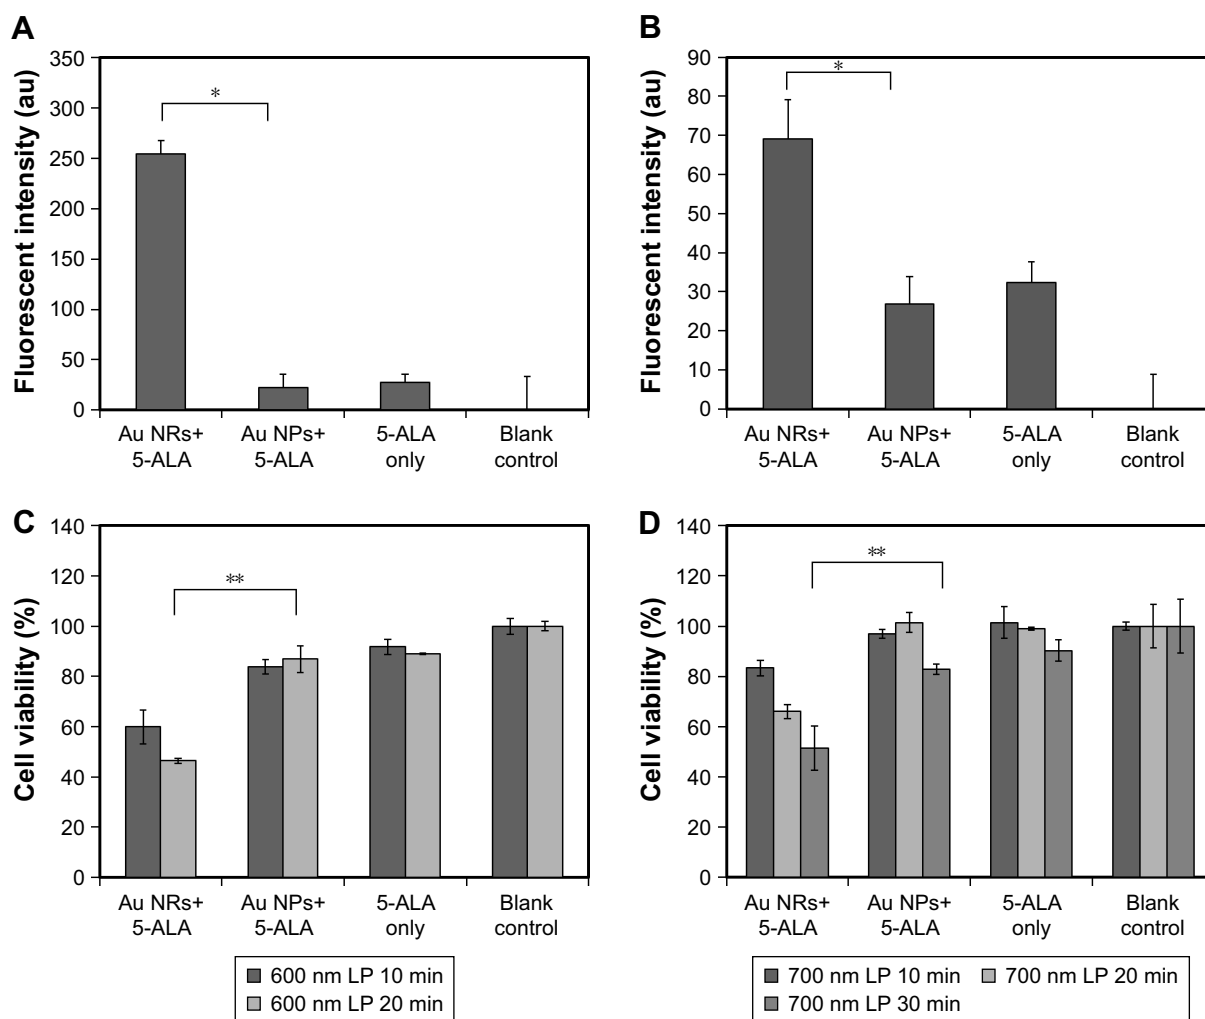 A
Fluorescent intensity (au)
350
300
250
200
150
100
50
0
*
Au NRs+
5-ALA
Au NPs+
5-ALA
5-ALA
only
Blank
control
B
Fluorescent intensity (au)
90
80
70
60
50
40
30
20
10
0
*
Au NRs+
5-ALA
Au NPs+
5-ALA
5-ALA
only
Blank
control
C
Cell viability (%)
140
120
100
80
60
40
20
0
**
Au NRs+
5-ALA
Au NPs+
5-ALA
5-ALA
only
Blank
control
600 nm LP 10 min
600 nm LP 20 min
D
Cell viability (%)
140
120
100
80
60
40
20
0
**
Au NRs+
5-ALA
Au NPs+
5-ALA
5-ALA
only
Blank
control
700 nm LP 10 min
700 nm LP 20 min
700 nm LP 30 min